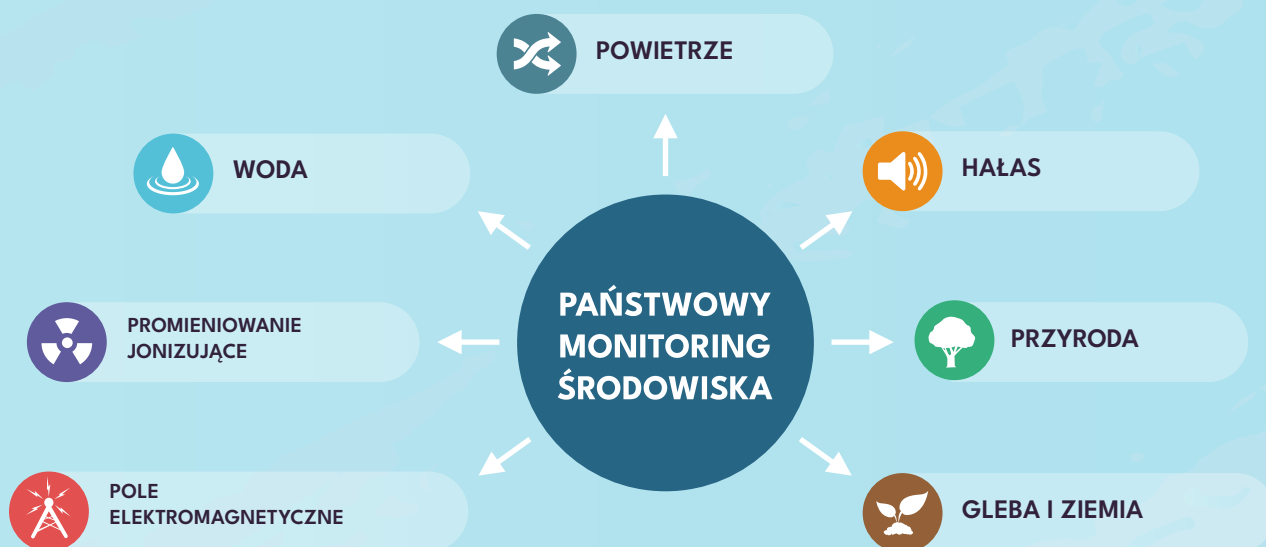 POWIETRZE
WODA
HAŁAS
PAŃSTWOWY
MONITORING
ŚRODOWISKA
PROMIENIOWANIE
JONIZUJĄCE
PRZYRODA
POLE
ELEKTROMAGNETYCZNE
GLEBA I ZIEMIA